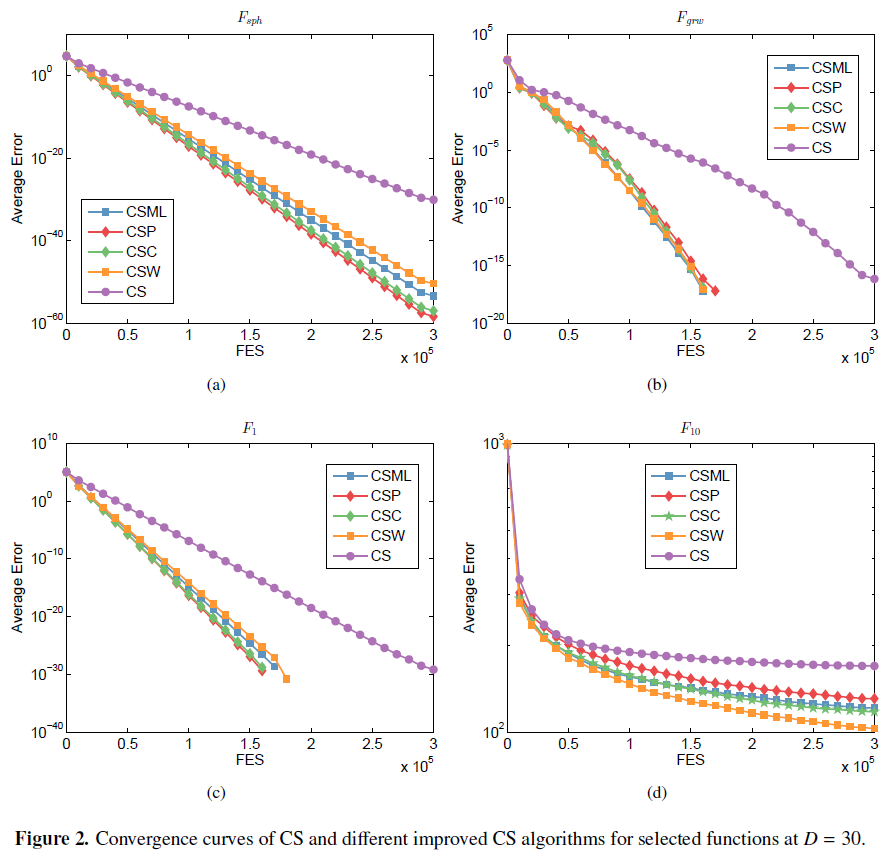 F_sph
10^0
10^-20
10^-40
10^-60
Average Error
CSML
CSP
CSC
CSW
CS
0 0.5 1 1.5 2 2.5 3
FES
x 10^5
(a)
F_grw
10^5
10^0
10^-5
10^-10
10^-15
10^-20
Average Error
CSML
CSP
CSC
CSW
CS
0 0.5 1 1.5 2 2.5 3
FES
x 10^5
(b)
F_1
10^10
10^0
10^-10
10^-20
10^-30
10^-40
Average Error
CSML
CSP
CSC
CSW
CS
0 0.5 1 1.5 2 2.5 3
FES
x 10^5
(c)
F_10
10^3
10^2
Average Error
CSML
CSP
CSC
CSW
CS
0 0.5 1 1.5 2 2.5 3
FES
x 10^5
(d)
Figure 2. Convergence curves of CS and different improved CS algorithms for selected functions at D = 30.